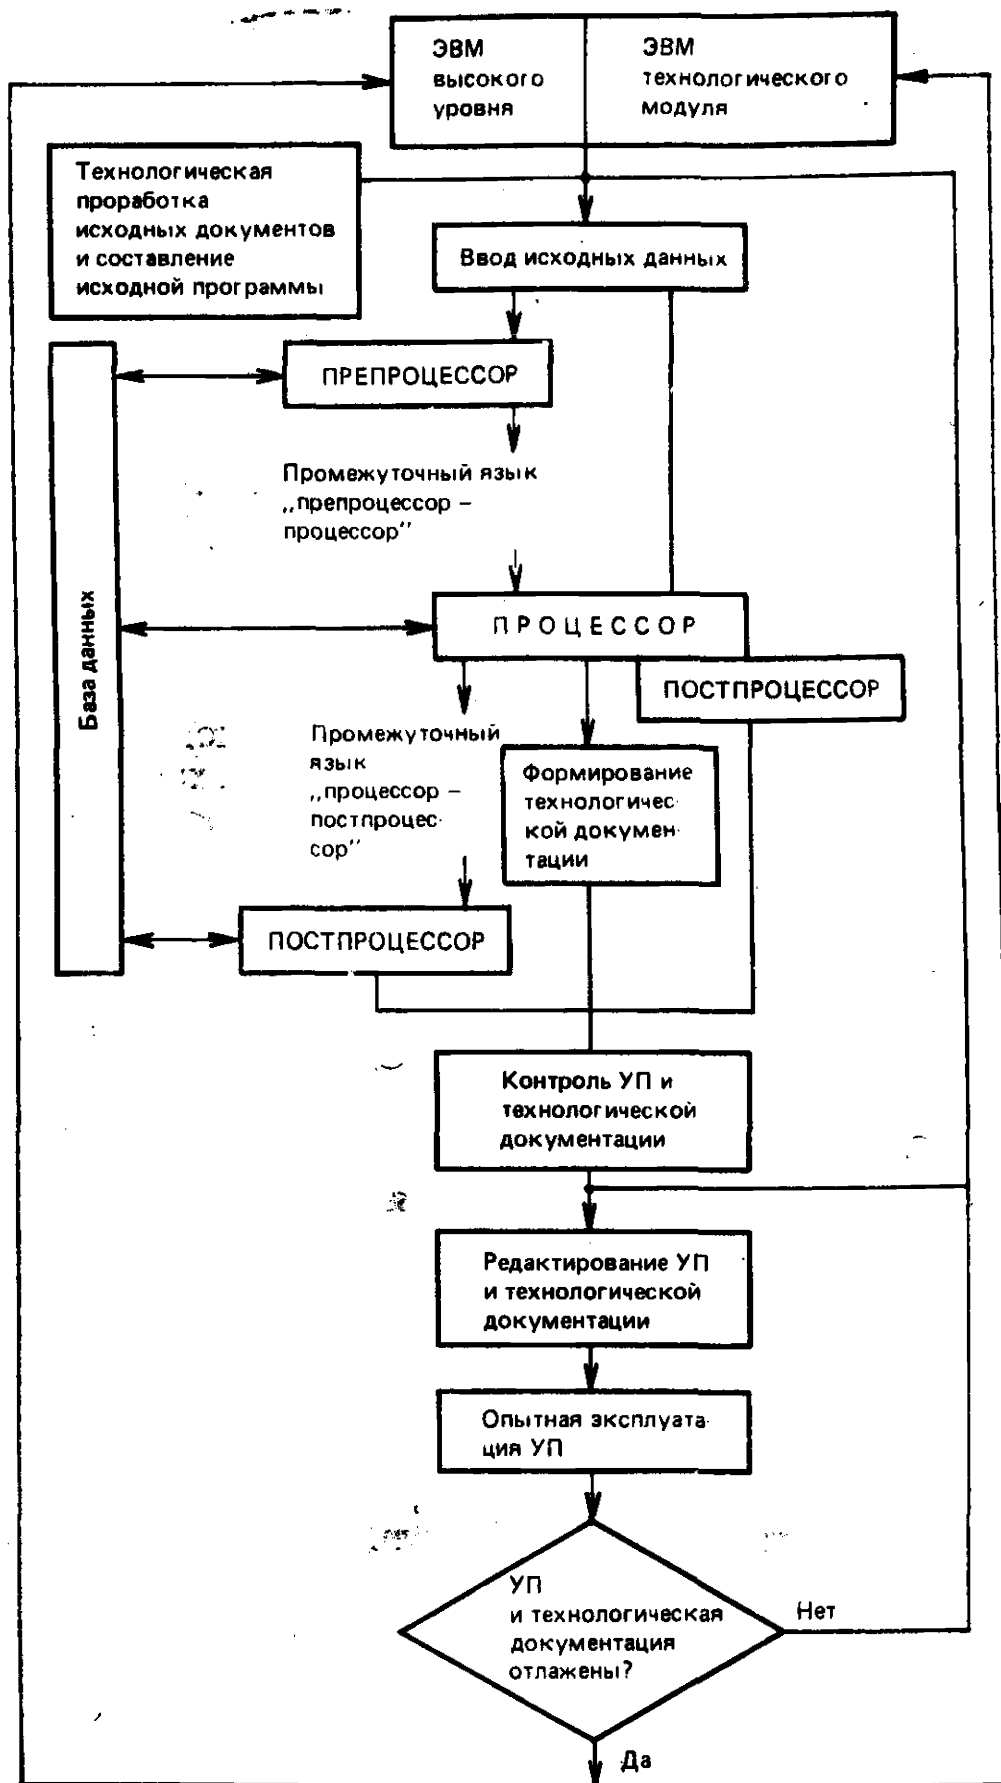 ЭВМ
высокого
уровня
ЭВМ
технологического
модуля
Технологическая
проработка
исходных документов
и составление
исходной программы
Ввод исходных данных
ПРЕПРОЦЕССОР
Промежуточный язык
„препроцессор –
процессор"
База данных
ПРОЦЕССОР
ПОСТПРОЦЕССОР
Промежуточный
язык
„процессор –
постпроцес-
сор"
Формирование
технологичес-
кой докумен-
тации
ПОСТПРОЦЕССОР
Контроль УП и
технологической
документации
Редактирование УП
и технологической
документации
Опытная эксплуата-
ция УП
УП
и технологическая
документация
отлажены?
Нет
Да